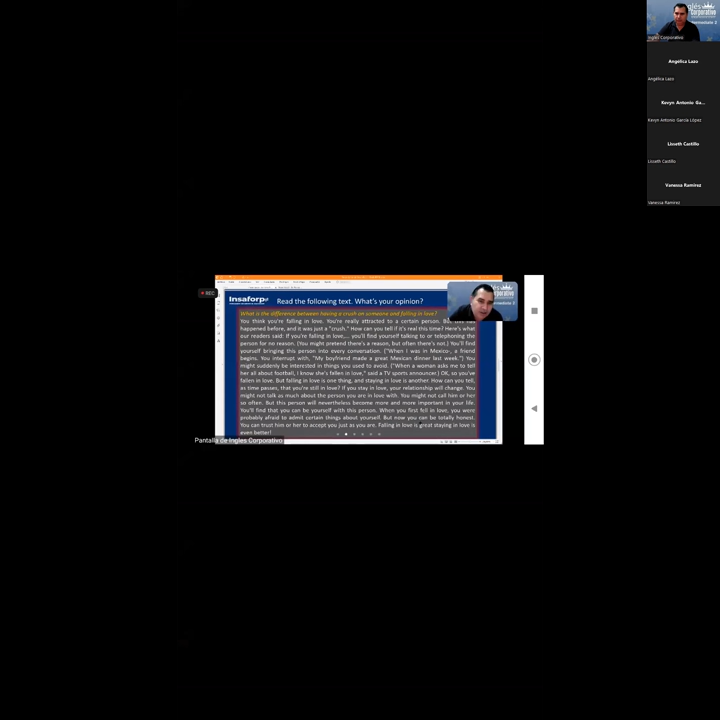 Inglés
Corporativo
Intermediate 2
Ingles Corporativo
Angélica Lazo
Angélica Lazo
Kevyn Antonio Ga...
Kevyn Antonio García López
Lisseth Castillo
Lisseth Castillo
Vanessa Ramirez
Vanessa Ramirez
REC
Insaforp
Read the following text. What's your opinion?
What is the difference between having a crush on someone and falling in love?
You think you're falling in love. You're really attracted to a certain person. But this has
happened before, and it was just a "crush." How can you tell if it's real this time? Here's what
our readers said: If you're falling in love,... you'll find yourself talking to or telephoning the
person for no reason. (You might pretend there's a reason, but often there's not.) You'll find
yourself bringing this person into every conversation. ("When I was in Mexico-, a friend
begins. You interrupt with, "My boyfriend made a great Mexican dinner last week.") You
might suddenly be interested in things you used to avoid. ("When a woman asks me to tell
her all about football, I know she's fallen in love," said a TV sports announcer.) OK, so you've
fallen in love. But falling in love is one thing, and staying in love is another. How can you tell,
as time passes, that you're still in love? If you stay in love, your relationship will change. You
might not talk as much about the person you are in love with. You might not call him or her
so often. But this person will nevertheless become more and more important in your life.
You'll find that you can be yourself with this person. When you first fell in love, you were
probably afraid to admit certain things about yourself. But now you can be totally honest.
You can trust him or her to accept you just as you are. Falling in love is great staying in love is
even better!
Pantalla de Ingles Corporativo